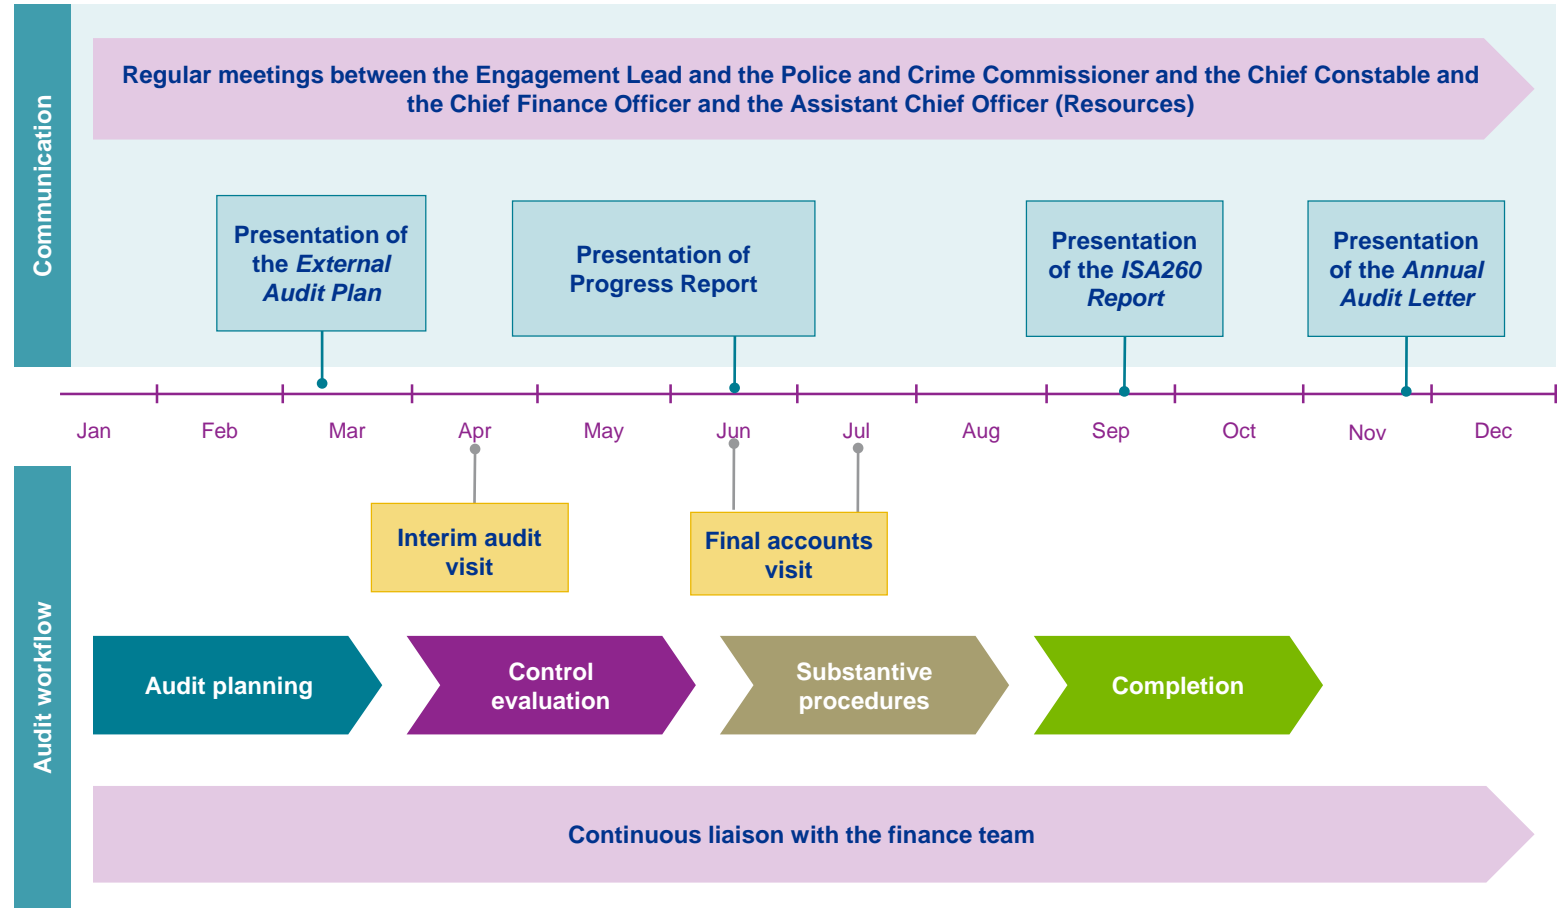 Communication
Regular meetings between the Engagement Lead and the Police and Crime Commissioner and the Chief Constable and
the Chief Finance Officer and the Assistant Chief Officer (Resources)
Presentation of
the External
Audit Plan
Presentation of
Progress Report
Presentation
of the ISA260
Report
Presentation
of the Annual
Audit Letter
Jan Feb Mar Apr May Jun Jul Aug Sep Oct Nov Dec
Audit workflow
Interim audit
visit
Final accounts
visit
Audit planning
Control
evaluation
Substantive
procedures
Completion
Continuous liaison with the finance team